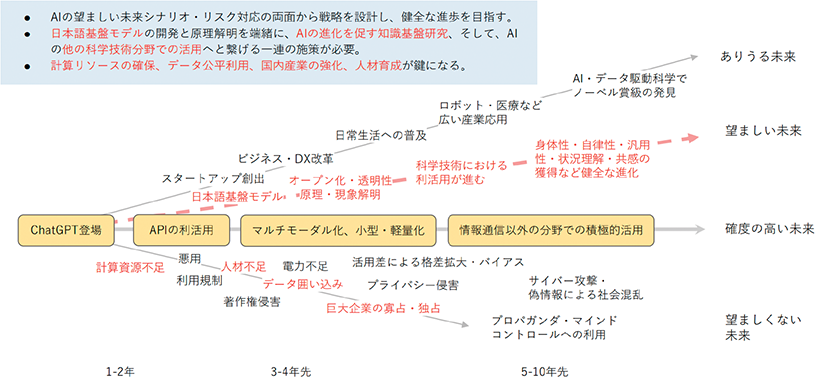 ● AIの望ましい未来シナリオ・リスク対応の両面から戦略を設計し、健全な進歩を目指す。
● 日本語基盤モデルの開発と原理解明を端緒に、AIの進化を促す知識基盤研究、そして、AI
の他の科学技術分野での活用へと繋げる一連の施策が必要。
● 計算リソースの確保、データ公平利用、国内産業の強化、人材育成が鍵になる。
ありうる未来
AI・データ駆動科学で
ノーベル賞級の発見
ロボット・医療など
広い産業応用
日常生活への普及
ビジネス・DX改革
スタートアップ創出
望ましい未来
身体性・自律性・汎用
性・状況理解・共感の
獲得など健全な進化
科学技術における
利活用が進む
オープン化・透明性
・原理・現象解明
日本語基盤モデル
ChatGPT登場
APIの利活用
マルチモーダル化、小型・軽量化
情報通信以外の分野での積極的活用
確度の高い未来
計算資源不足
悪用
利用規制
人材不足
著作権侵害
電力不足
データ囲い込み
活用差による格差拡大・バイアス
プライバシー侵害
巨大企業の寡占・独占
サイバー攻撃・
偽情報による社会混乱
プロパガンダ・マインド
コントロールへの利用
望ましくない
未来
1-2年
3-4年先
5-10年先